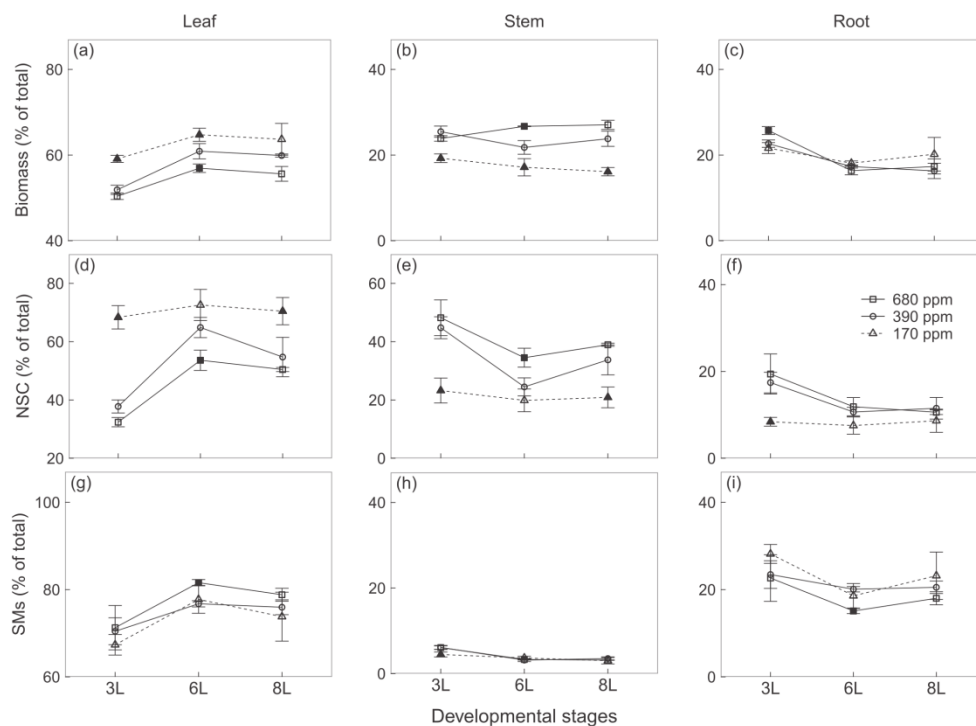 Leaf Stem Root
(a) (b) (c)
Biomass (% of total)
80 40 40
60 20 20
40 0 0
(d) (e) (f)
NSC (% of total)
80 60 40
60 40 20
40 20
20 0 0
680 ppm
390 ppm
170 ppm
(g) (h) (i)
SMs (% of total)
100 40 40
80 20 20
60 0 0
3L 6L 8L 3L 6L 8L 3L 6L 8L
Developmental stages